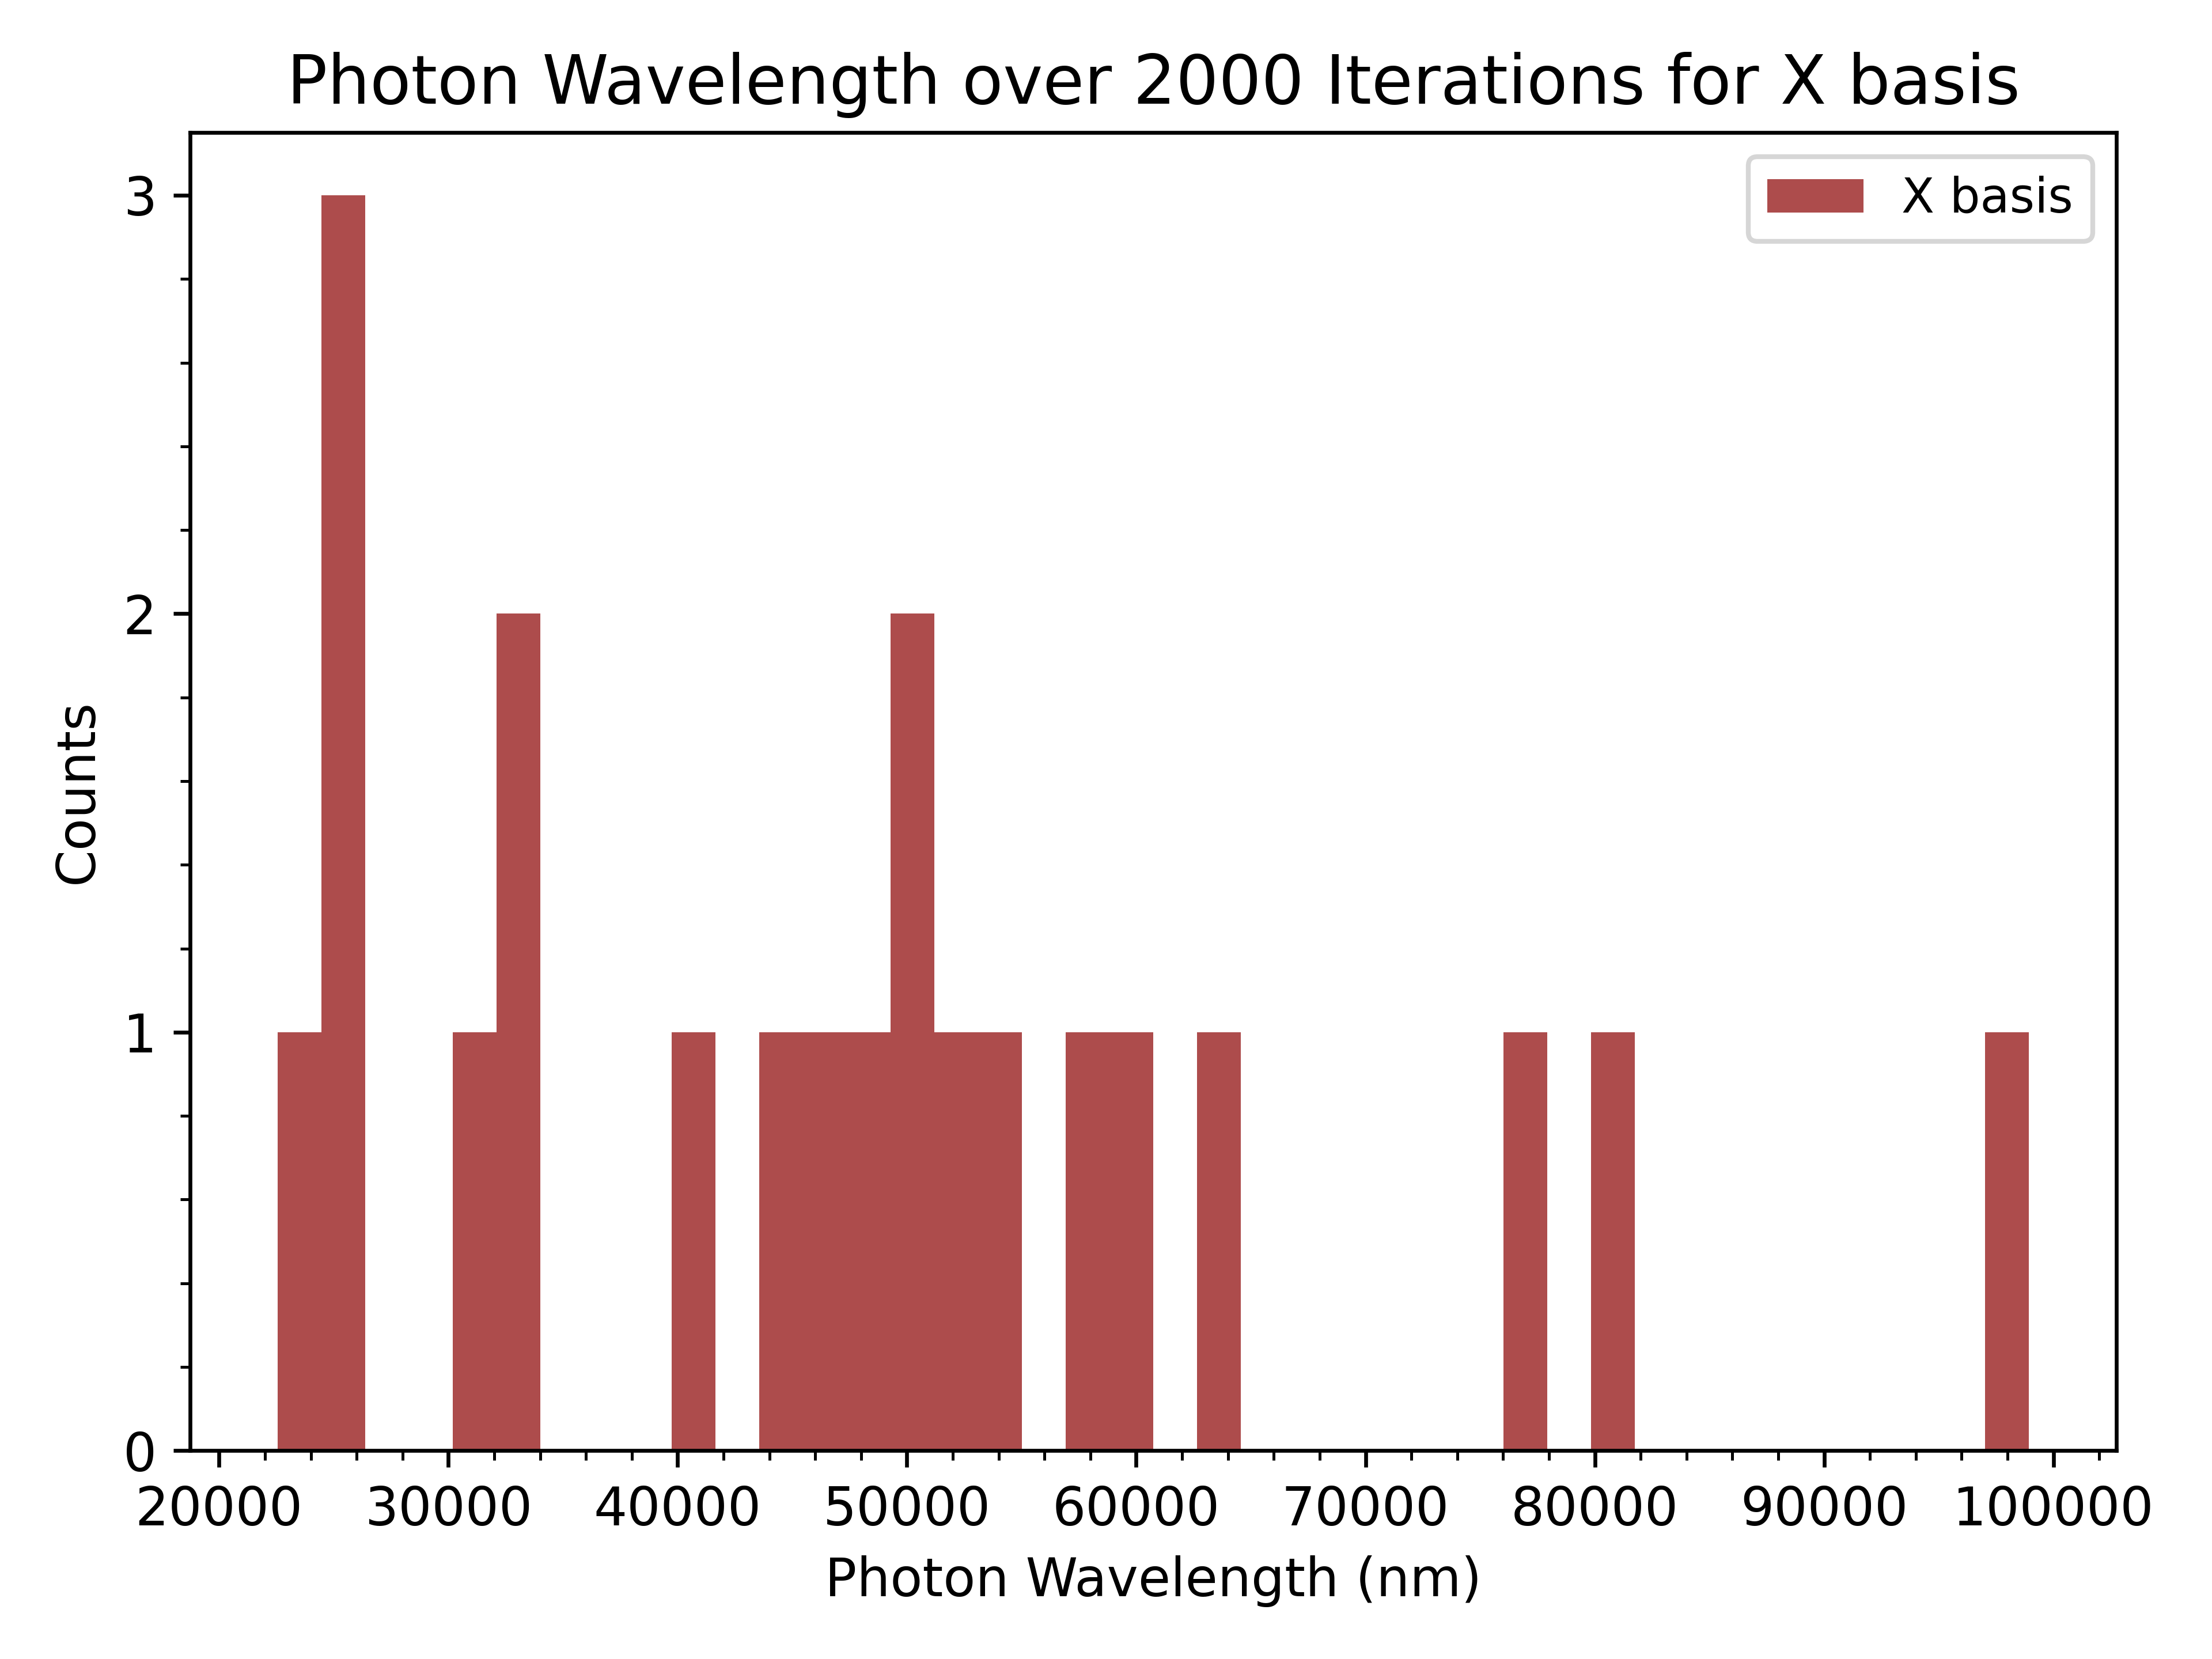 Photon Wavelength over 2000 Iterations for X basis
X basis
3
2
1
0
Counts
20000 30000 40000 50000 60000 70000 80000 90000 100000
Photon Wavelength (nm)